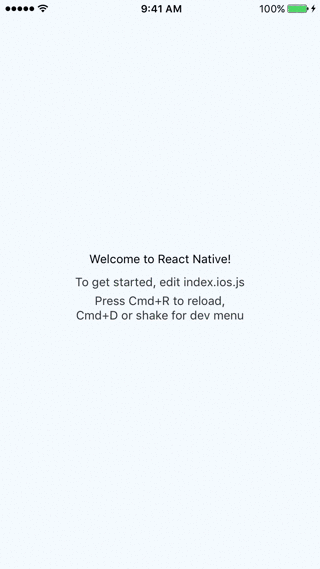 9:41 AM 100%
Welcome to React Native!
To get started, edit index.ios.js
Press Cmd+R to reload,
Cmd+D or shake for dev menu